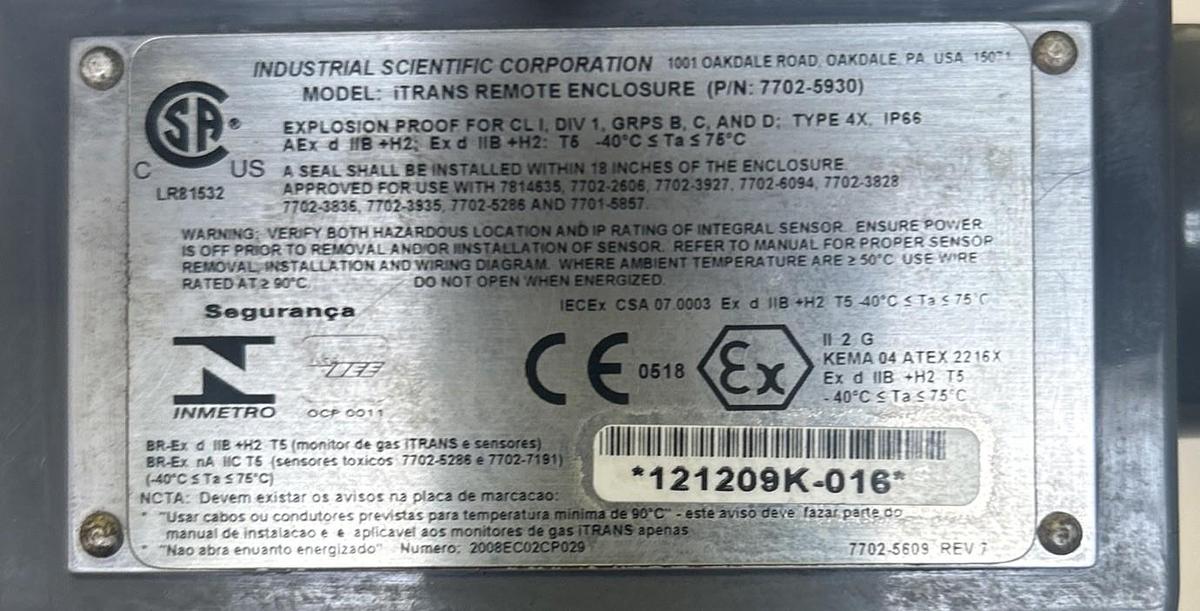 INDUSTRIAL SCIENTIFIC CORPORATION 1001 OAKDALE ROAD, OAKDALE, PA USA 15071
MODEL: iTRANS REMOTE ENCLOSURE (P/N: 7702-5930)
SA®
C US
LR81532
EXPLOSION PROOF FOR CL I, DIV 1, GRPS B, C, AND D; TYPE 4X, IP66
AEx d IIB +H2; Ex d IIB +H2: T5 -40°C ≤ Ta ≤ 75°C
A SEAL SHALL BE INSTALLED WITHIN 18 INCHES OF THE ENCLOSURE
APPROVED FOR USE WITH 7814635, 7702-2606, 7702-3927, 7702-6094, 7702-3828
7702-3836, 7702-3935, 7702-5286 AND 7701-5857.
WARNING: VERIFY BOTH HAZARDOUS LOCATION AND IP RATING OF INTEGRAL SENSOR. ENSURE POWER
IS OFF PRIOR TO REMOVAL AND/OR IINSTALLATION OF SENSOR. REFER TO MANUAL FOR PROPER SENSOR
REMOVAL, INSTALLATION AND WIRING DIAGRAM. WHERE AMBIENT TEMPERATURE ARE ≥ 50°C USE WIRE
RATED AT ≥ 90°C. DO NOT OPEN WHEN ENERGIZED.
IECEx CSA 07.0003 Ex d IIB +H2 T5 -40°C ≤ Ta ≤ 75°C
Segurança
INMETRO
OCP 0011
CE 0518
Ex
II 2 G
KEMA 04 ATEX 2216X
Ex d IIB +H2 T5
-40°C ≤ Ta ≤ 75°C
BR-Ex d IIB +H2 T5 (monitor de gas iTRANS e sensores)
BR-Ex nA IIC T6 (sensores toxicos 7702-5286 e 7702-7191)
(-40°C ≤ Ta ≤ 75°C)
*121209K-016*
NOTA: Devem existar os avisos na placa de marcacao:
* "Usar cabos ou condutores previstas para temperatura minima de 90°C" - este aviso deve fazar parte do
manual de instalacao e e aplicavel aos monitores de gas iTRANS apenas
* "Nao abra enuanto energizado" Numero: 2008EC02CP029
7702-5609 REV 7